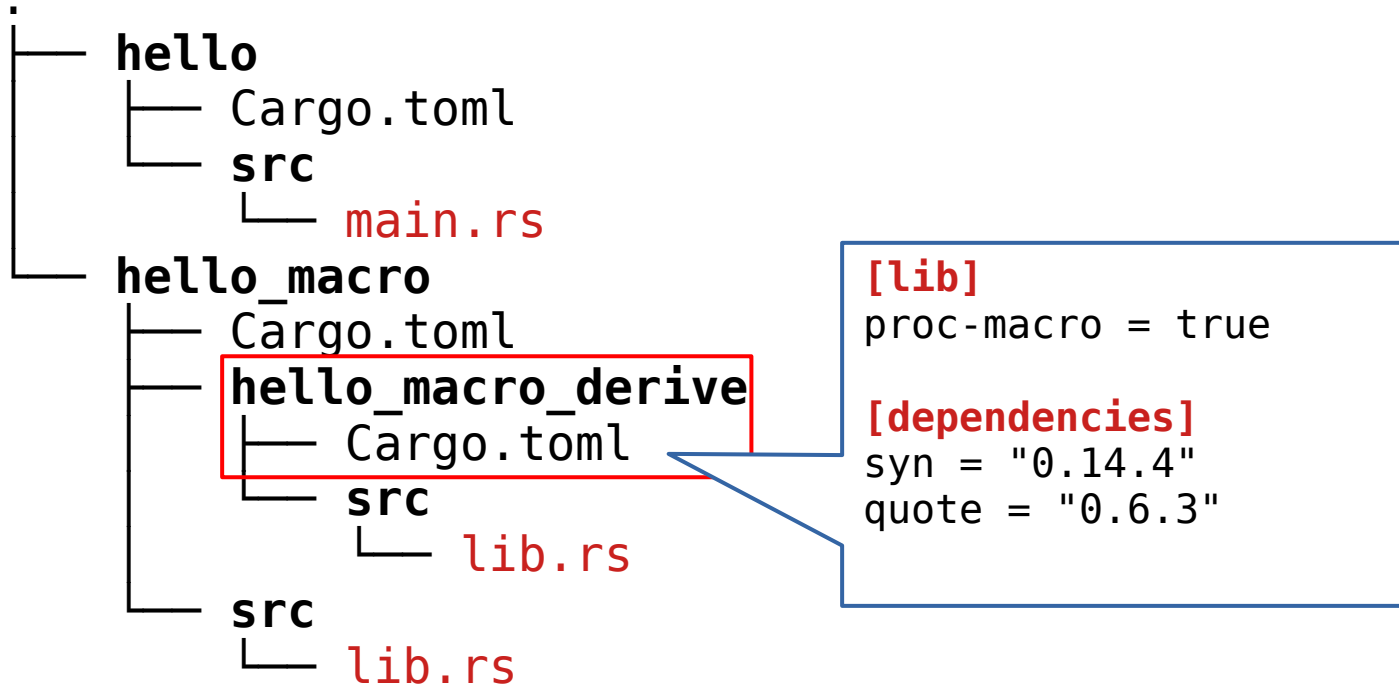 .
├── hello
│   ├── Cargo.toml
│   └── src
│       └── main.rs
└── hello_macro
    ├── Cargo.toml
    ├── hello_macro_derive
    │   ├── Cargo.toml
    │   └── src
    │       └── lib.rs
    └── src
        └── lib.rs
[lib]
proc-macro = true
[dependencies]
syn = "0.14.4"
quote = "0.6.3"